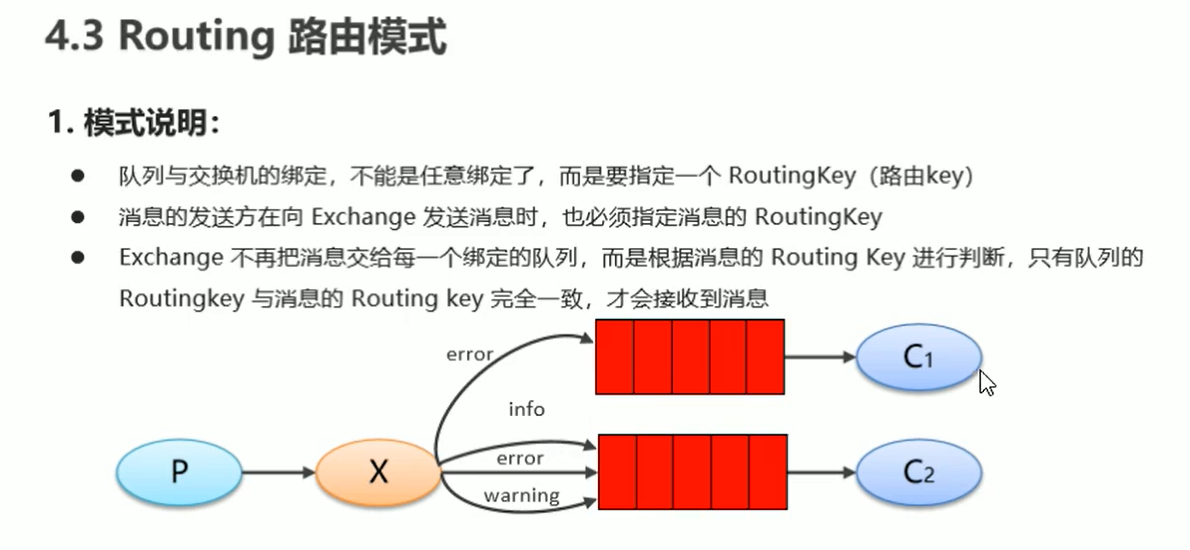 4.3 Routing 路由模式
1. 模式说明：
● 队列与交换机的绑定，不能是任意绑定了，而是要指定一个 RoutingKey（路由key）
● 消息的发送方在向 Exchange 发送消息时，也必须指定消息的 RoutingKey
● Exchange 不再把消息交给每一个绑定的队列，而是根据消息的 Routing Key 进行判断，只有队列的
Routingkey 与消息的 Routing key 完全一致，才会接收到消息
error
C1
info
P
X
error
C2
warning